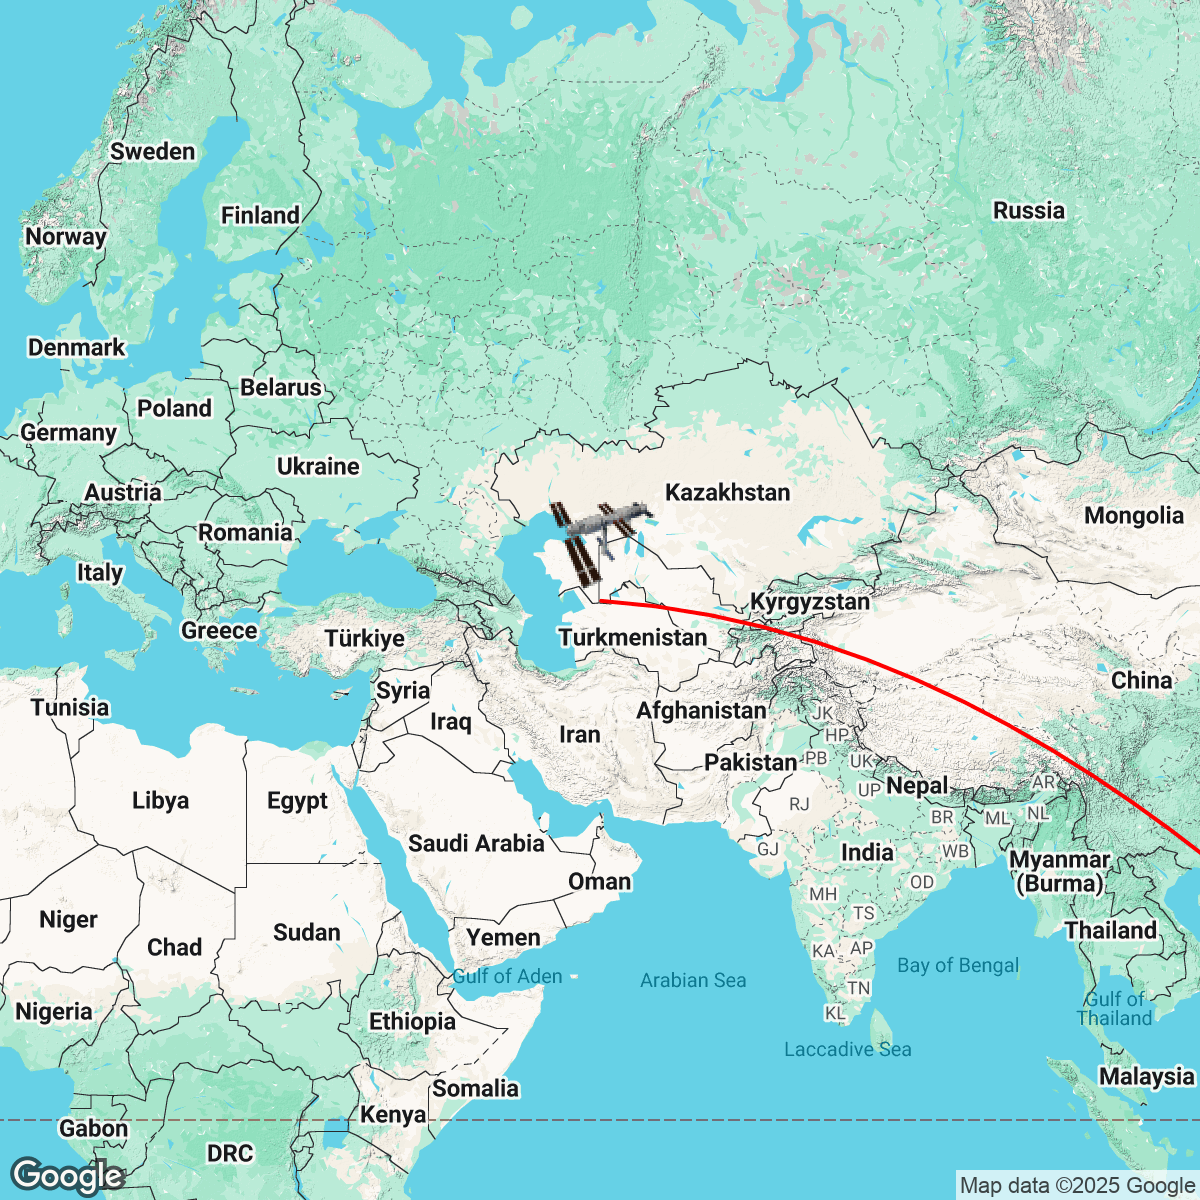 Sweden
Finland
Russia
Norway
Denmark
Belarus
Poland
Germany
Ukraine
Austria
Kazakhstan
Mongolia
Romania
Italy
Kyrgyzstan
Greece
Türkiye
Turkmenistan
China
Syria
Tunisia
Iraq
Afghanistan
JK
Iran
HP
Pakistan
PB
UK
Nepal
AR
UP
Libya
Egypt
RJ
BR
ML
NL
Saudi Arabia
GJ
India
WB
Myanmar
(Burma)
Oman
OD
MH
Niger
TS
Sudan
Thailand
Chad
Yemen
KA
AP
Bay of Bengal
Gulf of Aden
Arabian Sea
TN
Gulf of
Thailand
Nigeria
KL
Ethiopia
Laccadive Sea
Malaysia
Somalia
Kenya
Gabon
DRC
Google
Map data ©2025 Google